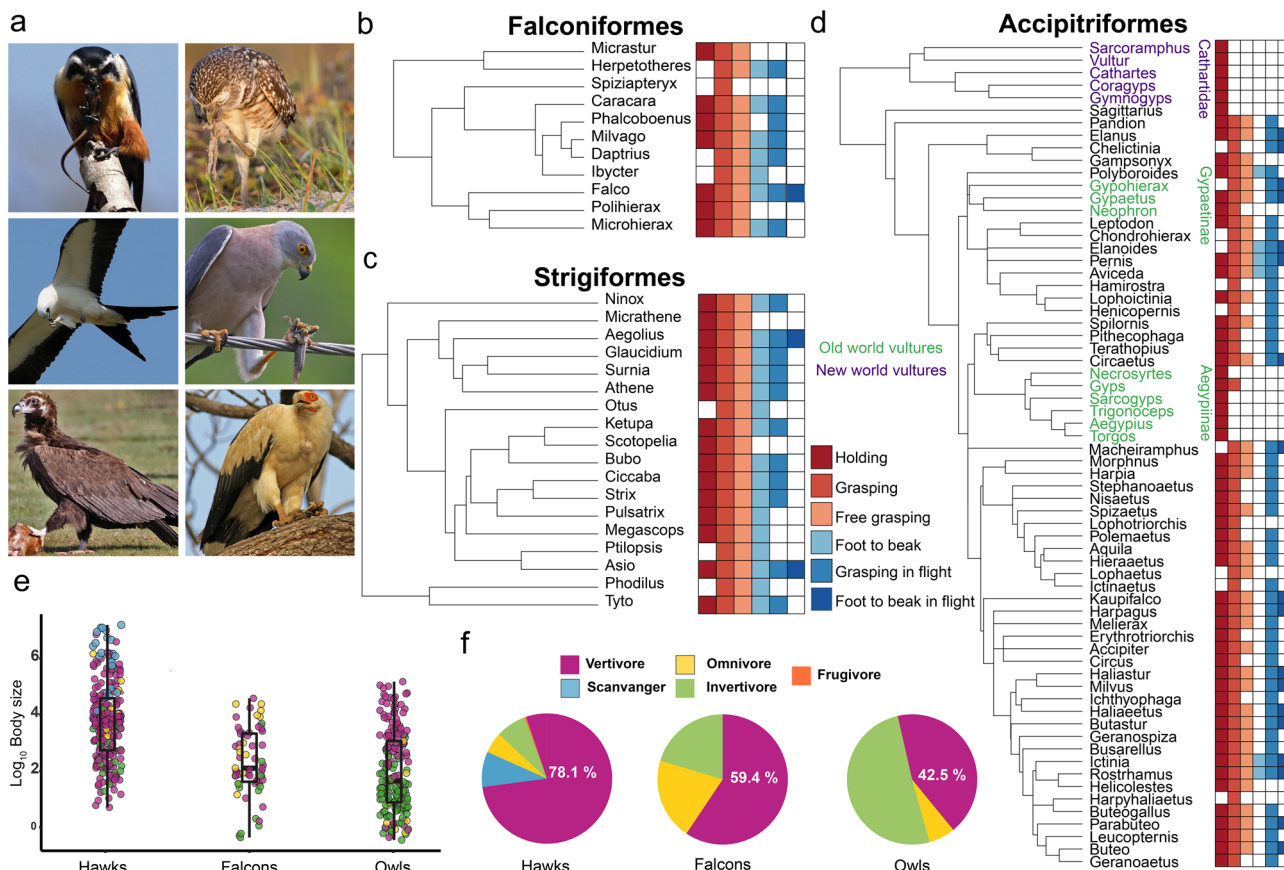 a
b
Falconiformes
Micrastur
Herpetotheres
Spiziapteryx
Caracara
Phalcoboenus
Milvago
Daptrius
Ibycter
Falco
Polihierax
Microhierax
c
Strigiformes
Ninox
Micrathene
Aegolius
Glaucidium
Surnia
Athene
Otus
Ketupa
Scotopelia
Bubo
Ciccaba
Strix
Pulsatrix
Megascops
Ptilopsis
Asio
Phodilus
Tyto
Old world vultures
New world vultures
Holding
Grasping
Free grasping
Foot to beak
Grasping in flight
Foot to beak in flight
d
Accipitriformes
Sarcoramphus
Vultur
Cathartes
Coragyps
Gymnogyps
Sagittarius
Pandion
Elanus
Chelictinia
Gampsonyx
Polyboroides
Gypohierax
Gypaetus
Neophron
Leptodon
Chondrohierax
Elanoides
Pernis
Aviceda
Hamirostra
Lophoictinia
Henicopernis
Spilornis
Pithecophaga
Terathopius
Circaetus
Necrosyrtes
Gyps
Sarcogyps
Trigonoceps
Aegypius
Torgos
Macheiramphus
Morphnus
Harpia
Stephanoaetus
Nisaetus
Spizaetus
Lophotriorchis
Polemaetus
Aquila
Hieraaetus
Lophaetus
Ictinaetus
Kaupifalco
Harpagus
Melierax
Erythrotriorchis
Accipiter
Circus
Haliastur
Milvus
Ichthyophaga
Haliaeetus
Butastur
Geranospiza
Busarellus
Ictinia
Rostrhamus
Helicolestes
Harpyhaliaetus
Buteogallus
Parabuteo
Leucopternis
Buteo
Geranoaetus
Cathartidae
Gypaetinae
Aegypiinae
e
Log10 Body size
6
4
2
0
Hawks
Falcons
Owls
f
Vertivore
Omnivore
Frugivore
Scanvanger
Invertivore
78.1 %
59.4 %
42.5 %
Hawks
Falcons
Owls